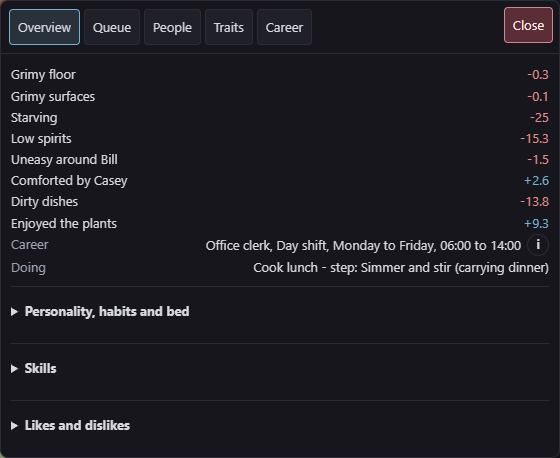 Overview Queue People Traits Career Close
Grimy floor -0.3
Grimy surfaces -0.1
Starving -25
Low spirits -15.3
Uneasy around Bill -1.5
Comforted by Casey +2.6
Dirty dishes -13.8
Enjoyed the plants +9.3
Career Office clerk, Day shift, Monday to Friday, 06:00 to 14:00 i
Doing Cook lunch - step: Simmer and stir (carrying dinner)
Personality, habits and bed
Skills
Likes and dislikes